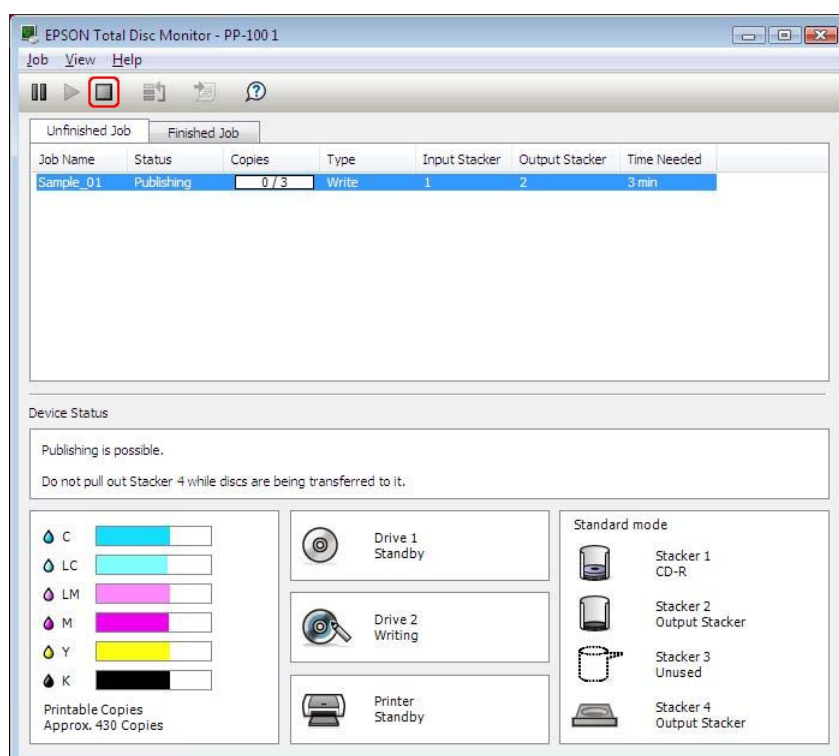 EPSON Total Disc Monitor - PP-100 1
Job View Help
Unfinished Job Finished Job
Job Name Status Copies Type Input Stacker Output Stacker Time Needed
Sample_01 Publishing 0 / 3 Write 1 2 3 min
Device Status
Publishing is possible.
Do not pull out Stacker 4 while discs are being transferred to it.
C
LC
LM
M
Y
K
Printable Copies
Approx. 430 Copies
Drive 1
Standby
Drive 2
Writing
Printer
Standby
Standard mode
Stacker 1
CD-R
Stacker 2
Output Stacker
Stacker 3
Unused
Stacker 4
Output Stacker